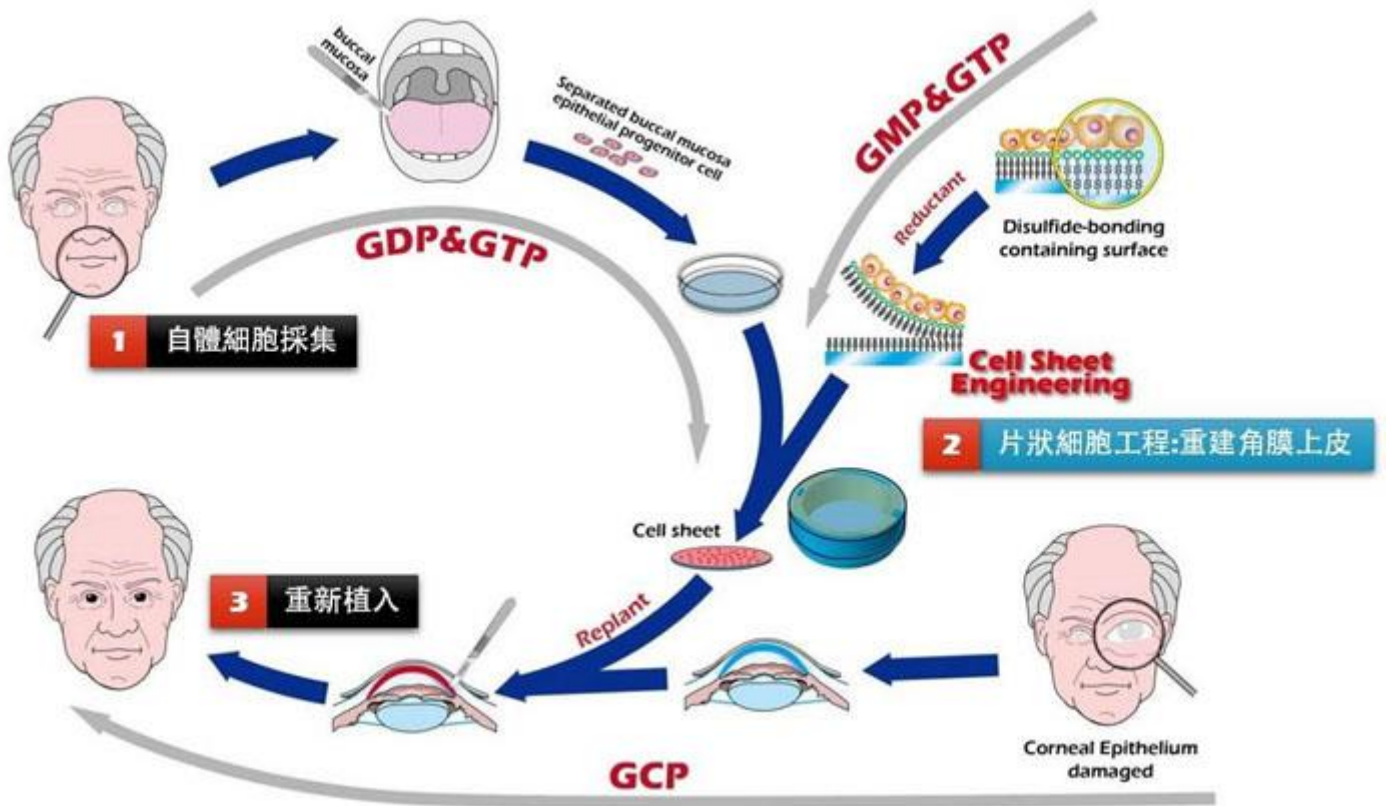 buccal
mucosa
Separated buccal mucosa
epithelial progenitor cell
GMP&GTP
Reductant
Disulfide-bonding
containing surface
GDP&GTP
1 自體細胞採集
Cell Sheet
Engineering
2 片狀細胞工程:重建角膜上皮
Cell sheet
3 重新植入
Replant
Corneal Epithelium
damaged
GCP